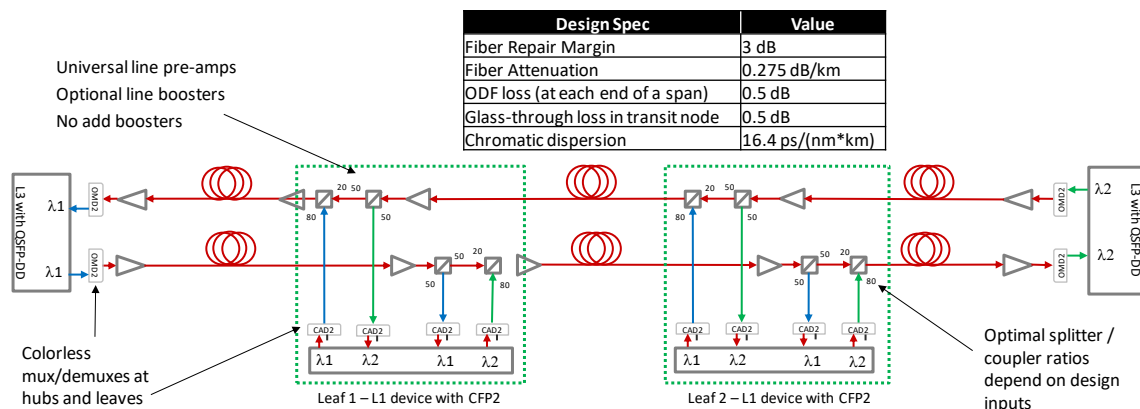 Design Spec Value
Fiber Repair Margin 3 dB
Fiber Attenuation 0.275 dB/km
ODF loss (at each end of a span) 0.5 dB
Glass-through loss in transit node 0.5 dB
Chromatic dispersion 16.4 ps/(nm*km)
Universal line pre-amps
Optional line boosters
No add boosters
L3 with QSFP-DD
λ1
λ1
OMD2
OMD2
20 50
80 50
50 20
50 80
CAD2 CAD2 CAD2 CAD2
λ1 λ2 λ1 λ2
Leaf 1 – L1 device with CFP2
20 50
80 50
50 20
50 80
CAD2 CAD2 CAD2 CAD2
λ1 λ2 λ1 λ2
Leaf 2 – L1 device with CFP2
OMD2
OMD2
λ2
λ2
L3 with QSFP-DD
Colorless
mux/demuxes at
hubs and leaves
Optimal splitter /
coupler ratios
depend on design
inputs